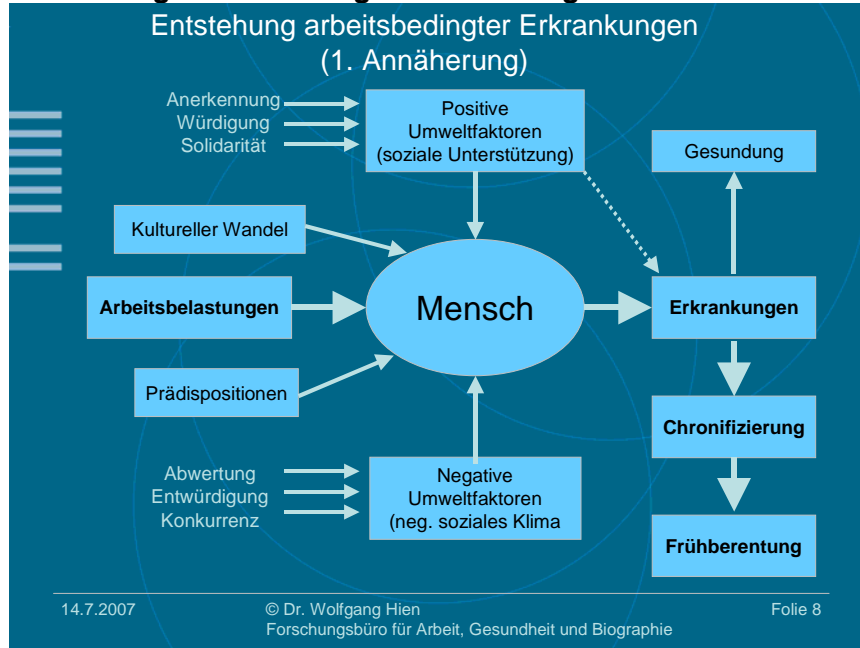 Entstehung arbeitsbedingter Erkrankungen
(1. Annäherung)
Anerkennung
Würdigung
Solidarität
Positive
Umweltfaktoren
(soziale Unterstützung)
Gesundung
Kultureller Wandel
Arbeitsbelastungen
Mensch
Erkrankungen
Prädispositionen
Chronifizierung
Abwertung
Entwürdigung
Konkurrenz
Negative
Umweltfaktoren
(neg. soziales Klima
Frühberentung
14.7.2007
© Dr. Wolfgang Hien
Forschungsbüro für Arbeit, Gesundheit und Biographie
Folie 8